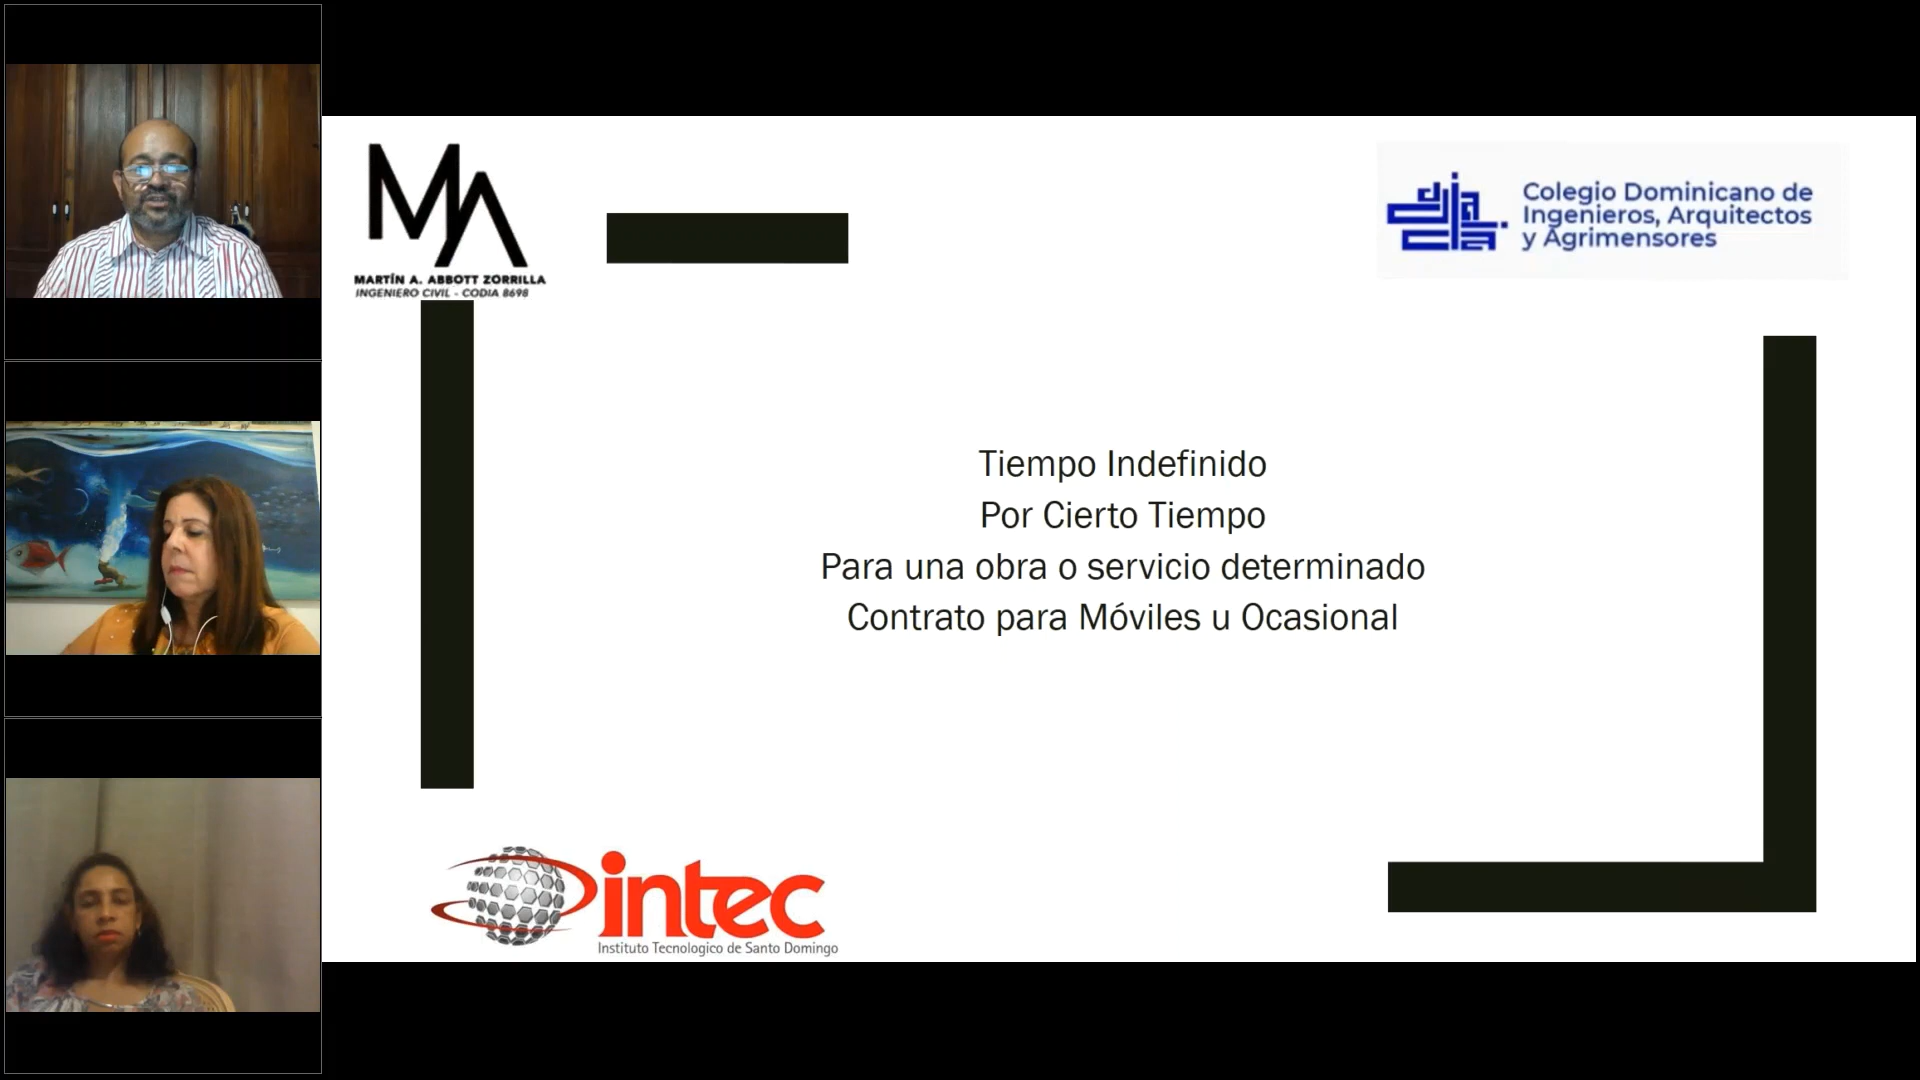 MARTÍN A. ABBOTT ZORRILLA
INGENIERO CIVIL - CODIA 8698
Colegio Dominicano de
Ingenieros, Arquitectos
y Agrimensores
Tiempo Indefinido
Por Cierto Tiempo
Para una obra o servicio determinado
Contrato para Móviles u Ocasional
intec
Instituto Tecnologico de Santo Domingo